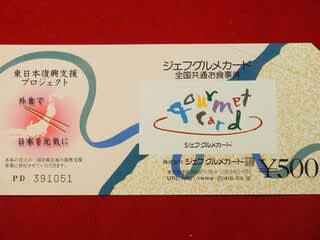 東日本復興支援
プロジェクト
外食で
日本を元気に
PD 391051
ジェフグルメカード
全国共通お食事券
gourmet
card
ジェフグルメカード
株式会社 ジェフグルメカード
¥500